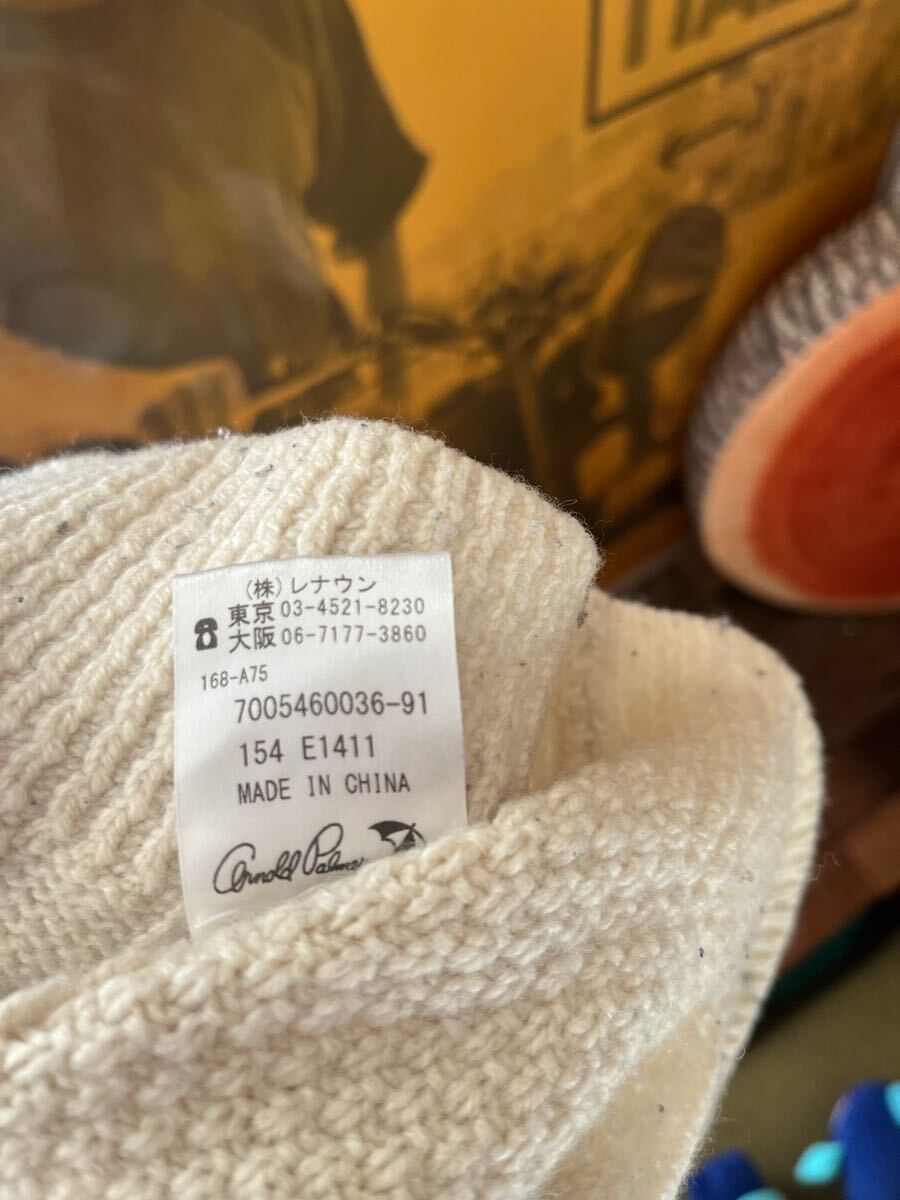 (株)レナウン
☎ 東京 03-4521-8230
大阪 06-7177-3860
168-A75
7005460036-91
154 E1411
MADE IN CHINA
Arnold Palmer